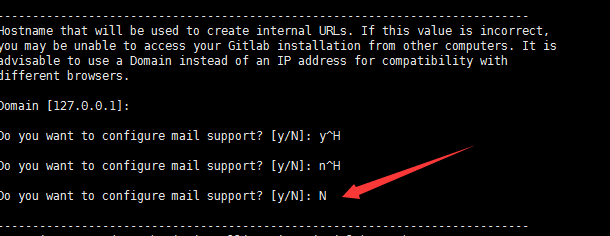 -------------------------------------------------------------------------------
Hostname that will be used to create internal URLs. If this value is incorrect,
you may be unable to access your Gitlab installation from other computers. It is
advisable to use a Domain instead of an IP address for compatibility with
different browsers.
Domain [127.0.0.1]:
Do you want to configure mail support? [y/N]: y^H
Do you want to configure mail support? [y/N]: n^H
Do you want to configure mail support? [y/N]: N
-------------------------------------------------------------------------------